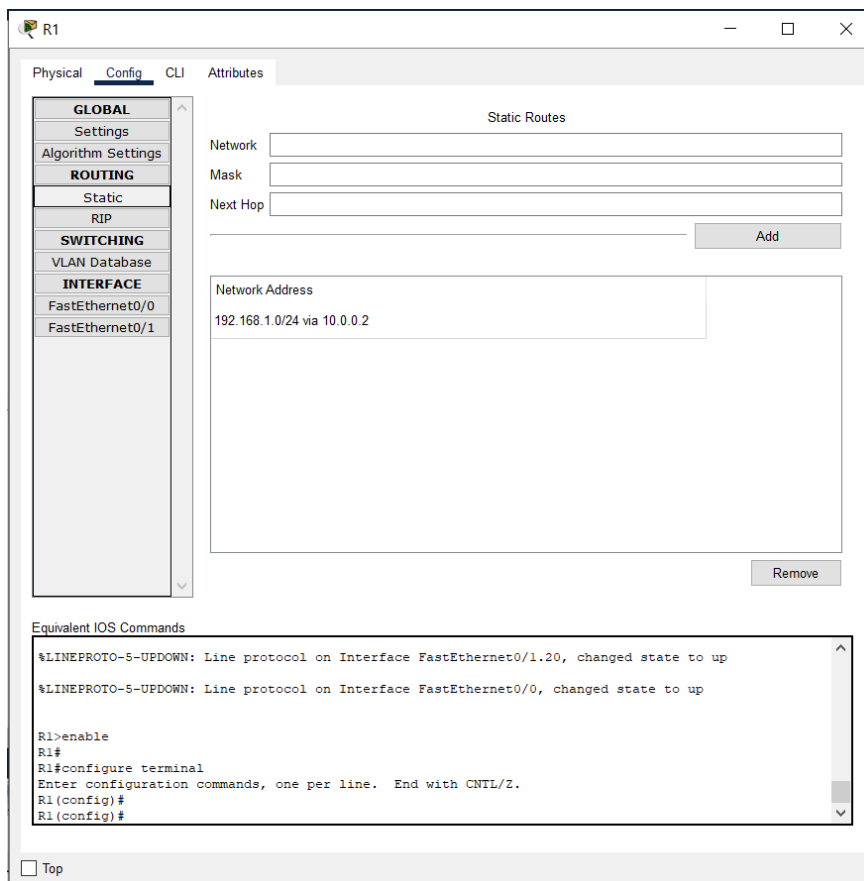 R1
Physical Config CLI Attributes
GLOBAL
Settings
Algorithm Settings
ROUTING
Static
RIP
SWITCHING
VLAN Database
INTERFACE
FastEthernet0/0
FastEthernet0/1
Static Routes
Network
Mask
Next Hop
Add
Network Address
192.168.1.0/24 via 10.0.0.2
Remove
Equivalent IOS Commands
%LINEPROTO-5-UPDOWN: Line protocol on Interface FastEthernet0/1.20, changed state to up
%LINEPROTO-5-UPDOWN: Line protocol on Interface FastEthernet0/0, changed state to up
R1>enable
R1#
R1#configure terminal
Enter configuration commands, one per line.  End with CNTL/Z.
R1(config)#
R1(config)#
Top